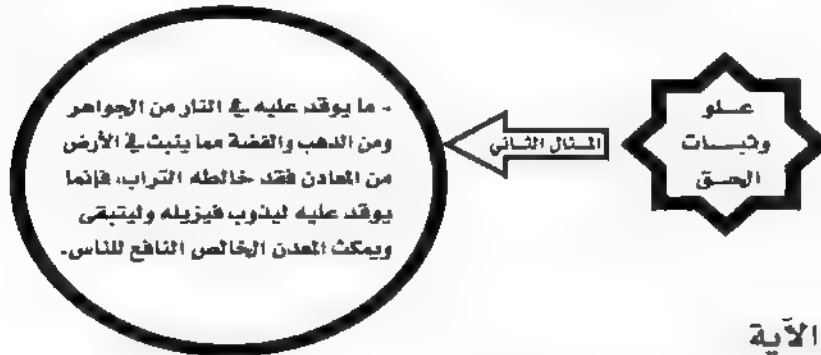 علو
وثبات
الحق
المثال الثاني
- ما يوقد عليه في النار من الجواهر
ومن الذهب والفضة مما ينبث في الأرض
من المعادن فقد خالطه التراب، فإنما
يوقد عليه ليذوب فيزيله وليتبقى
ويمكث المعدن الخالص النافع للناس.
الآية